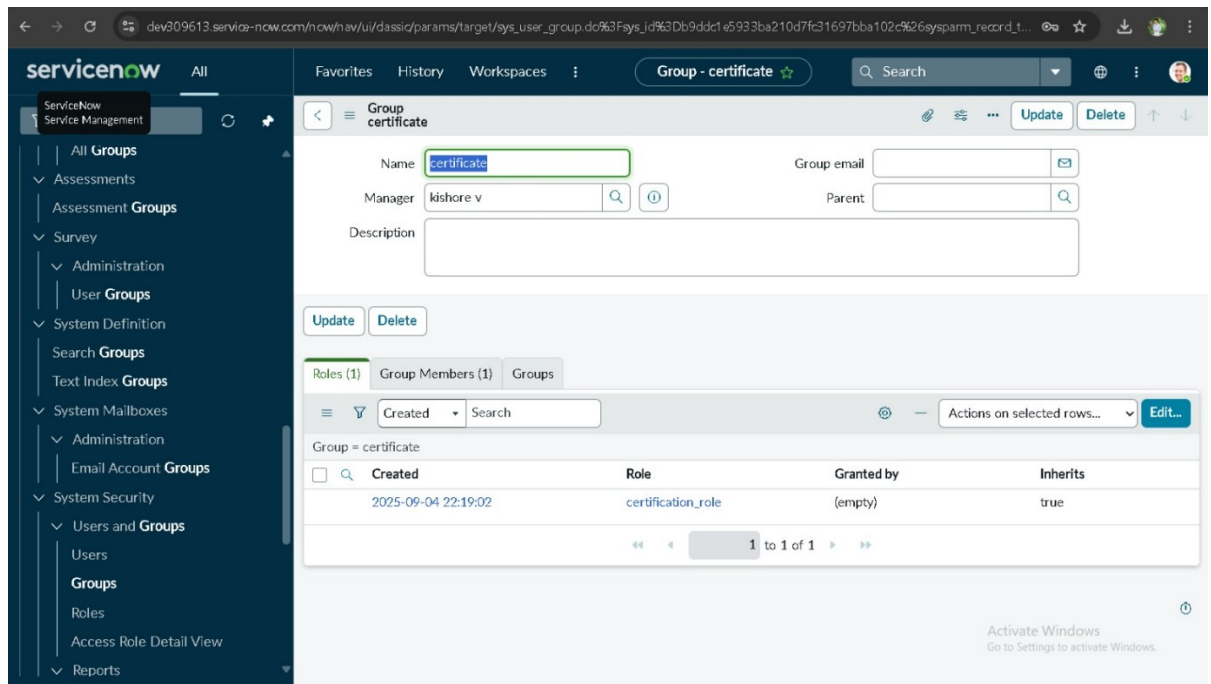 dev309613.service-now.com/now/nav/ui/classic/params/target/sys_user_group.do%3Fsys_id%3Db9ddc1e5933ba210d7fc31697bba102c%26sysparm_record_t...
servicenow All Favorites History Workspaces Group - certificate Search
ServiceNow
Service Management
Group
certificate
Update Delete
All Groups
Assessments
Assessment Groups
Survey
Administration
User Groups
System Definition
Search Groups
Text Index Groups
System Mailboxes
Administration
Email Account Groups
System Security
Users and Groups
Users
Groups
Roles
Access Role Detail View
Reports
Name certificate Group email
Manager kishore v Parent
Description
Update Delete
Roles (1) Group Members (1) Groups
Created Search Actions on selected rows... Edit...
Group = certificate
Created Role Granted by Inherits
2025-09-04 22:19:02 certification_role (empty) true
1 to 1 of 1
Activate Windows
Go to Settings to activate Windows.